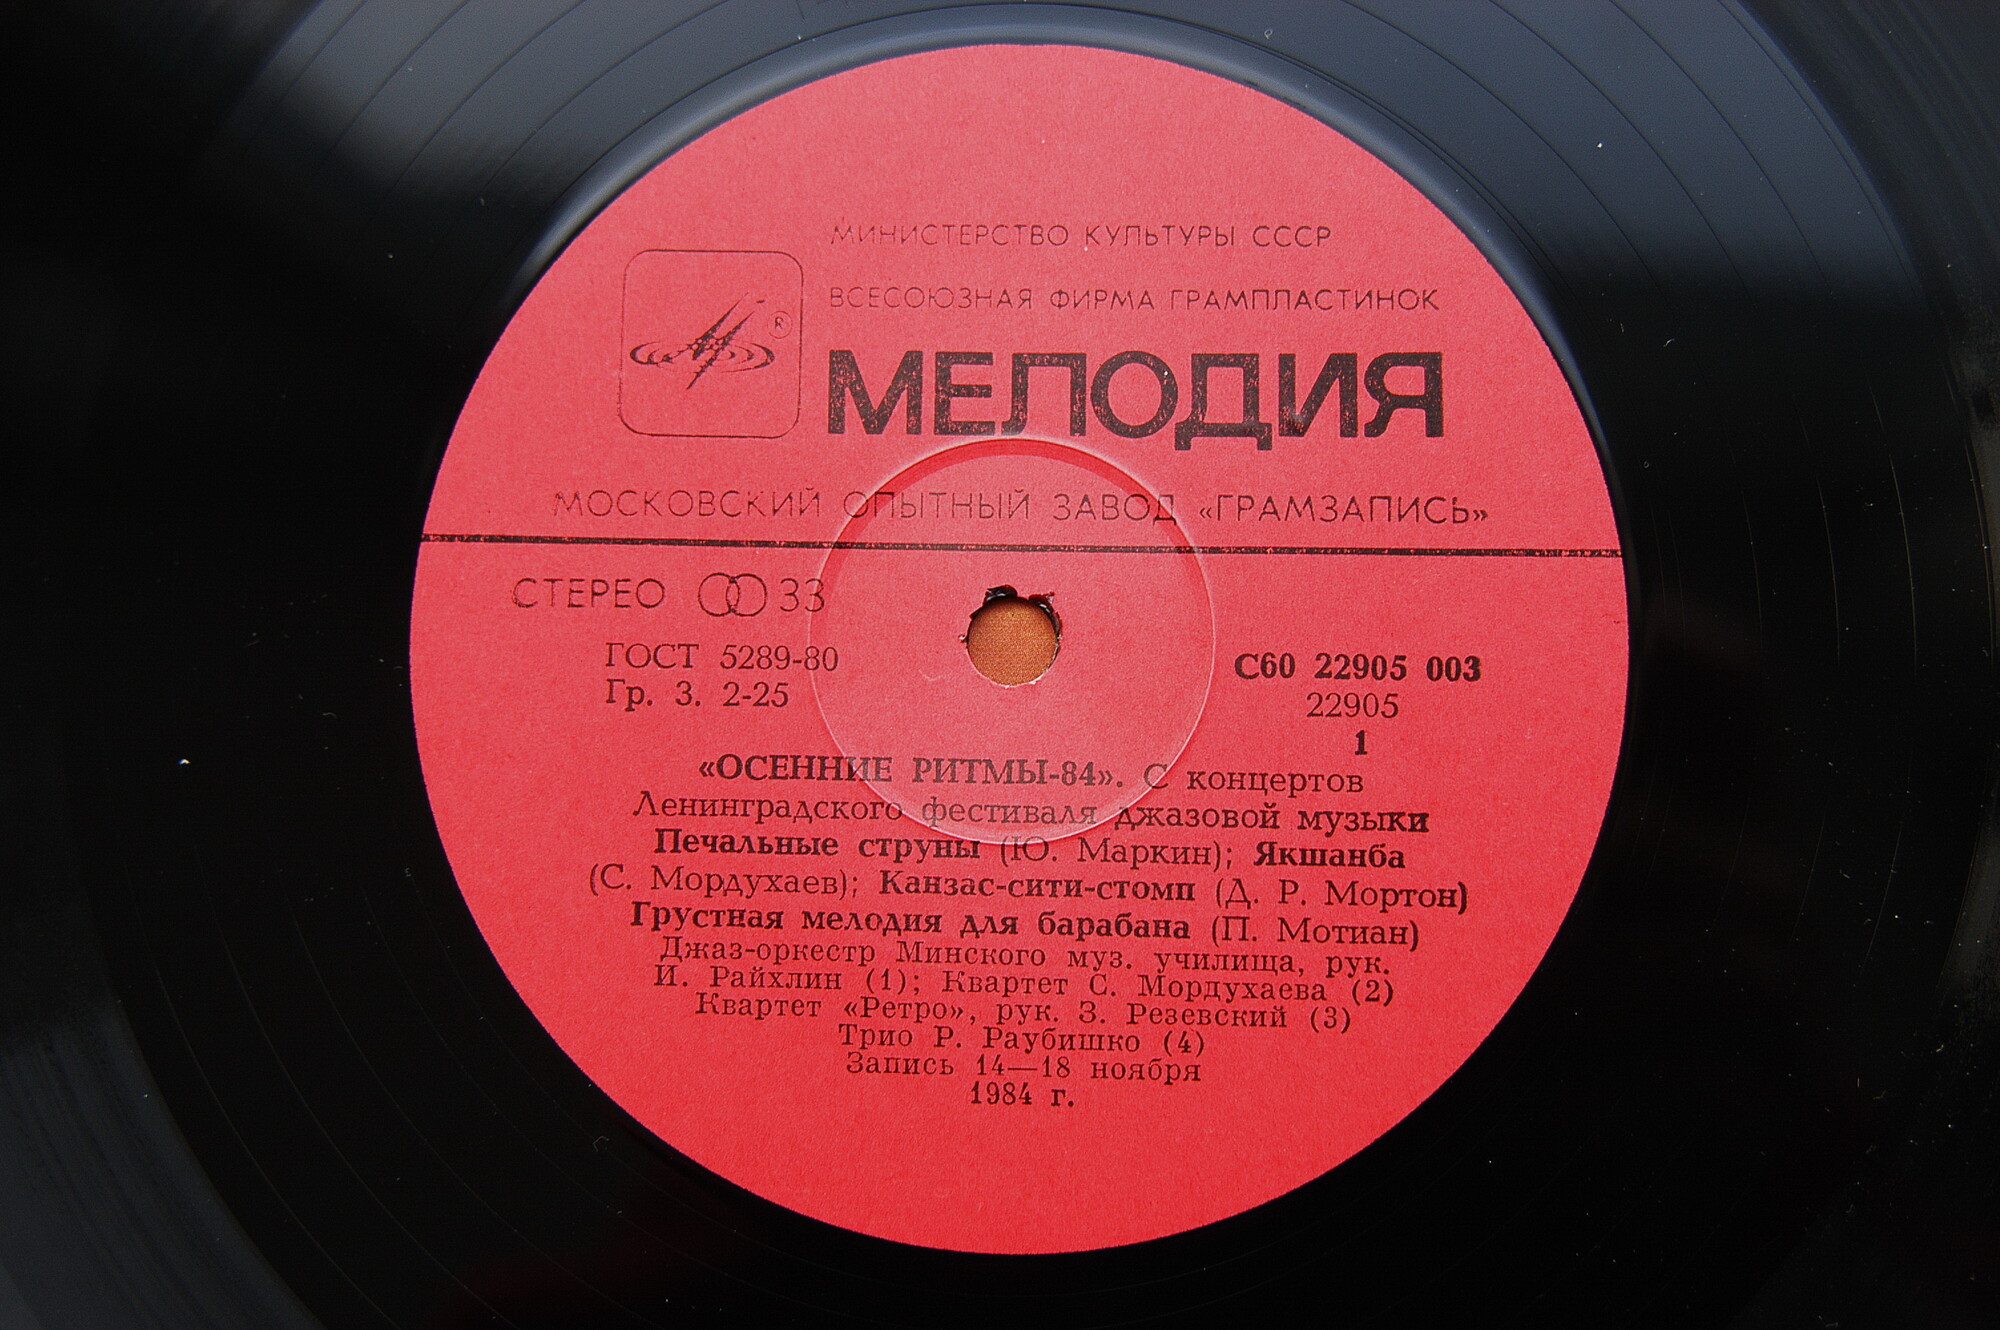 МИНИСТЕРСТВО КУЛЬТУРЫ СССР
ВСЕСОЮЗНАЯ ФИРМА ГРАМПЛАСТИНОК
®
МЕЛОДИЯ
МОСКОВСКИЙ ОПЫТНЫЙ ЗАВОД «ГРАМЗАПИСЬ»
СТЕРЕО 33
ГОСТ 5289-80
Гр. 3. 2-25
С60 22905 003
22905
1
«ОСЕННИЕ РИТМЫ-84». С концертов
Ленинградского фестиваля джазовой музыки
Печальные струны (Ю. Маркин); Якшанба
(С. Мордухаев); Канзас-сити-стомп (Д. Р. Мортон)
Грустная мелодия для барабана (П. Мотиан)
Джаз-оркестр Минского муз. училища, рук.
И. Райхлин (1); Квартет С. Мордухаева (2)
Квартет «Ретро», рук. З. Резевский (3)
Трио Р. Раубишко (4)
Запись 14—18 ноября
1984 г.